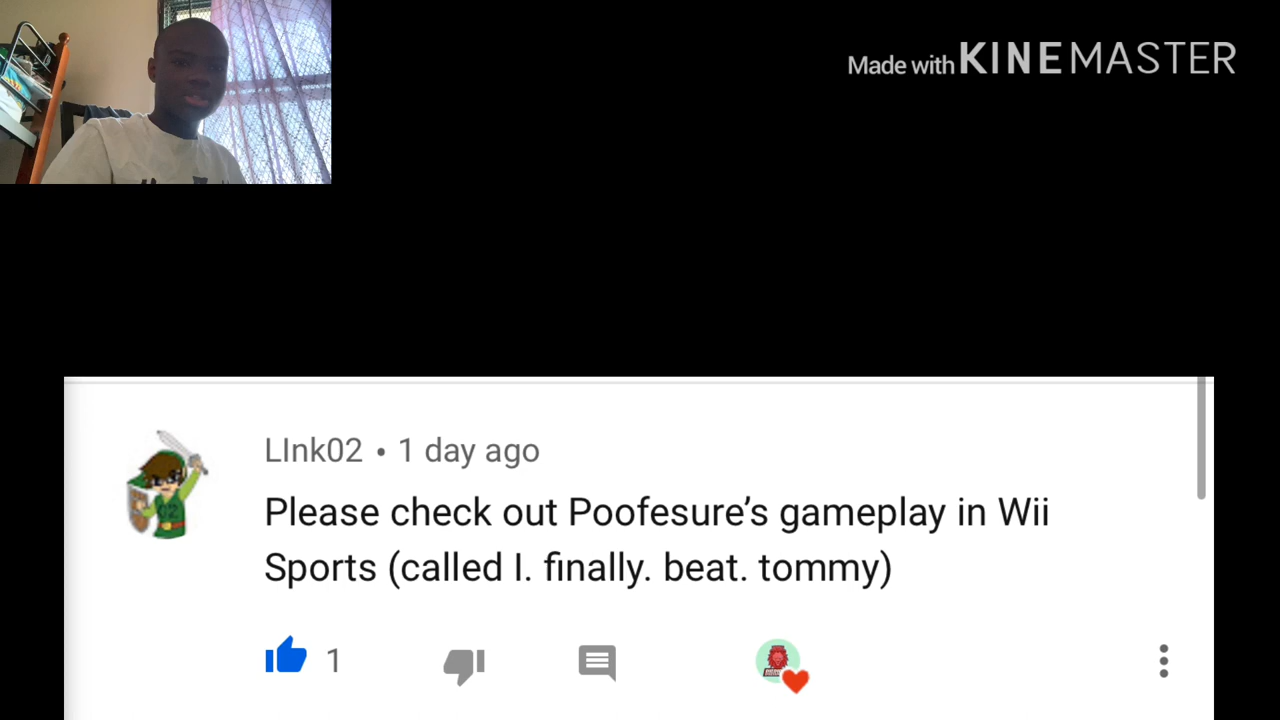 Made with KINEMASTER
LInk02 • 1 day ago
Please check out Poofesure’s gameplay in Wii
Sports (called I. finally. beat. tommy)
1